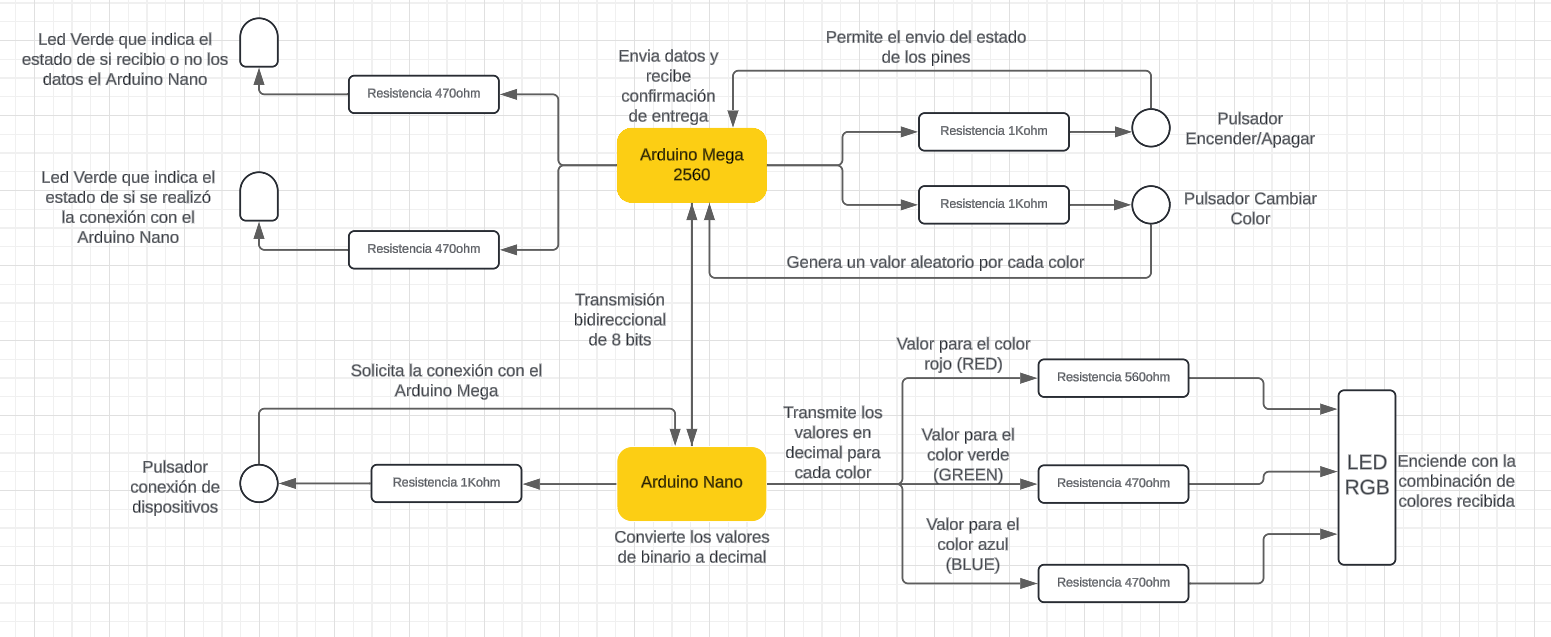 Led Verde que indica el
estado de si recibio o no los
datos el Arduino Nano
Resistencia 470ohm
Envia datos y
recibe
confirmación
de entrega
Permite el envio del estado
de los pines
Arduino Mega
2560
Resistencia 1Kohm
Pulsador
Encender/Apagar
Led Verde que indica el
estado de si se realizó
la conexión con el
Arduino Nano
Resistencia 470ohm
Resistencia 1Kohm
Pulsador Cambiar
Color
Genera un valor aleatorio por cada color
Transmisión
bidireccional
de 8 bits
Solicita la conexión con el
Arduino Mega
Pulsador
conexión de
dispositivos
Resistencia 1Kohm
Arduino Nano
Convierte los valores
de binario a decimal
Transmite los
valores en
decimal para
cada color
Valor para el color
rojo (RED)
Resistencia 560ohm
Valor para el
color verde
(GREEN)
Resistencia 470ohm
Valor para el
color azul
(BLUE)
Resistencia 470ohm
LED
RGB
Enciende con la
combinación de
colores recibida